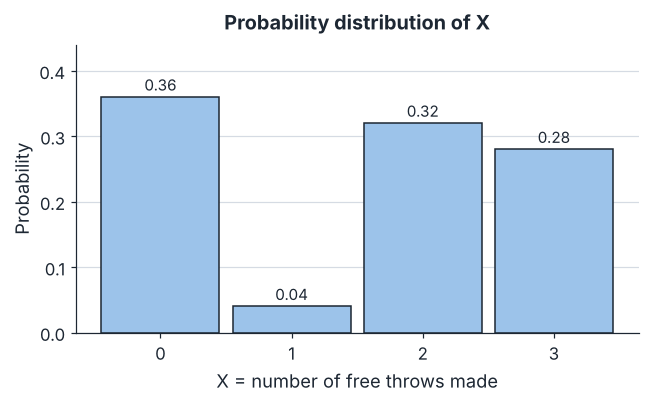 Probability distribution of X
0.36
0.04
0.32
0.28
0.4
0.3
0.2
0.1
0.0
Probability
0 1 2 3
X = number of free throws made